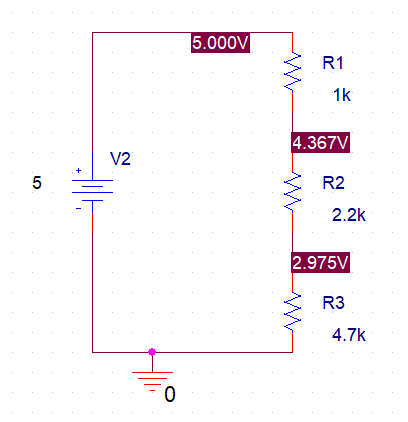 5.000V
R1
1k
4.367V
V2
+
5
R2
2.2k
-
2.975V
R3
4.7k
0